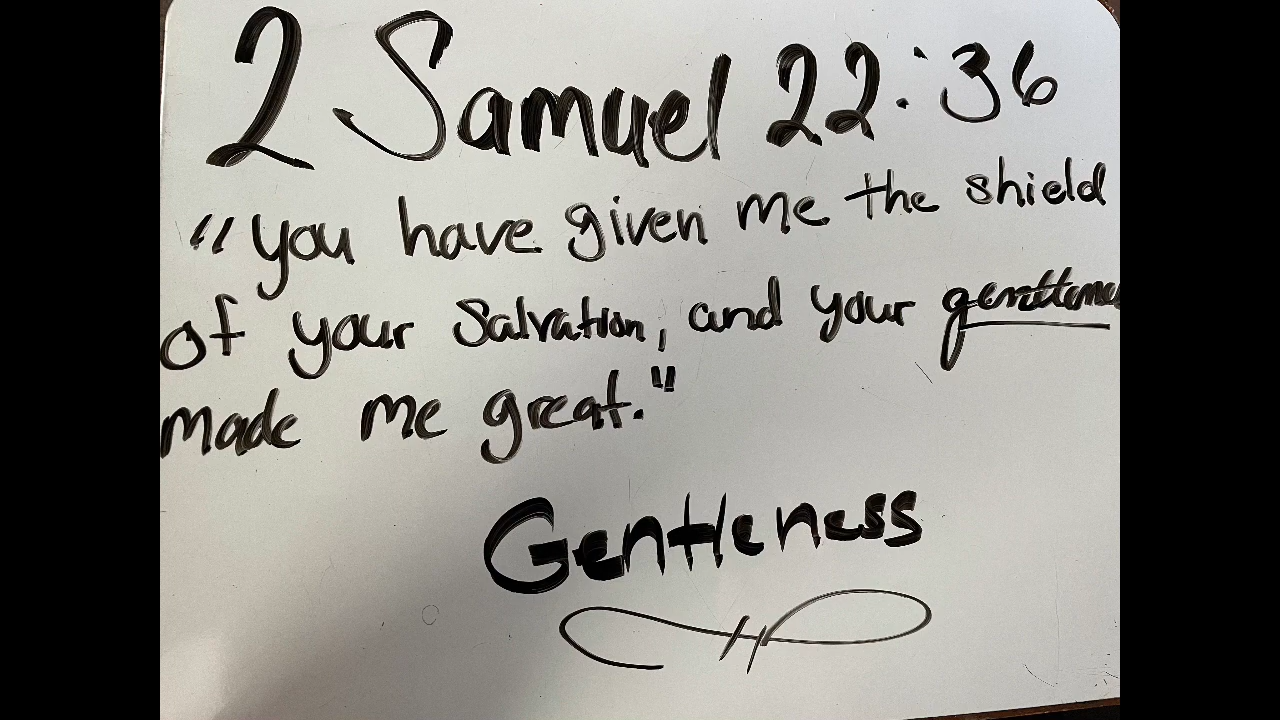 2 Samuel 22:36
"you have given me the shield
of your salvation, and your
made me great."
Gentleness